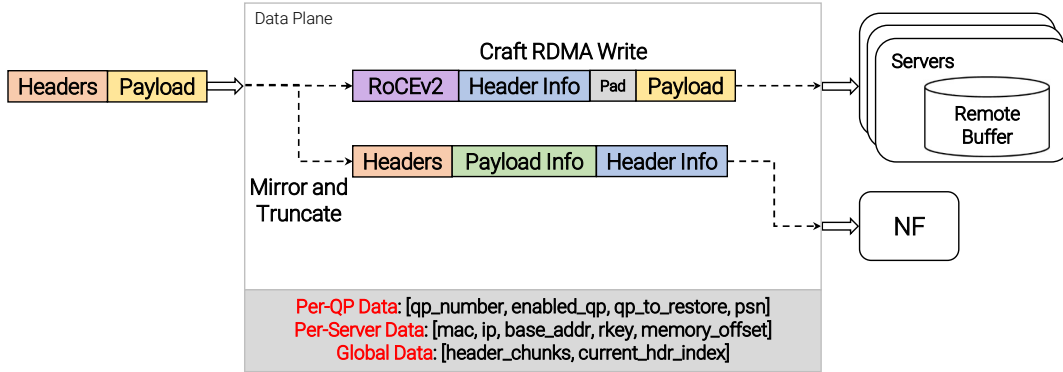 Data Plane
Craft RDMA Write
Headers Payload
RoCEv2 Header Info Pad Payload
Servers
Remote
Buffer
Headers Payload Info Header Info
Mirror and
Truncate
NF
Per-QP Data: [qp_number, enabled_qp, qp_to_restore, psn]
Per-Server Data: [mac, ip, base_addr, rkey, memory_offset]
Global Data: [header_chunks, current_hdr_index]